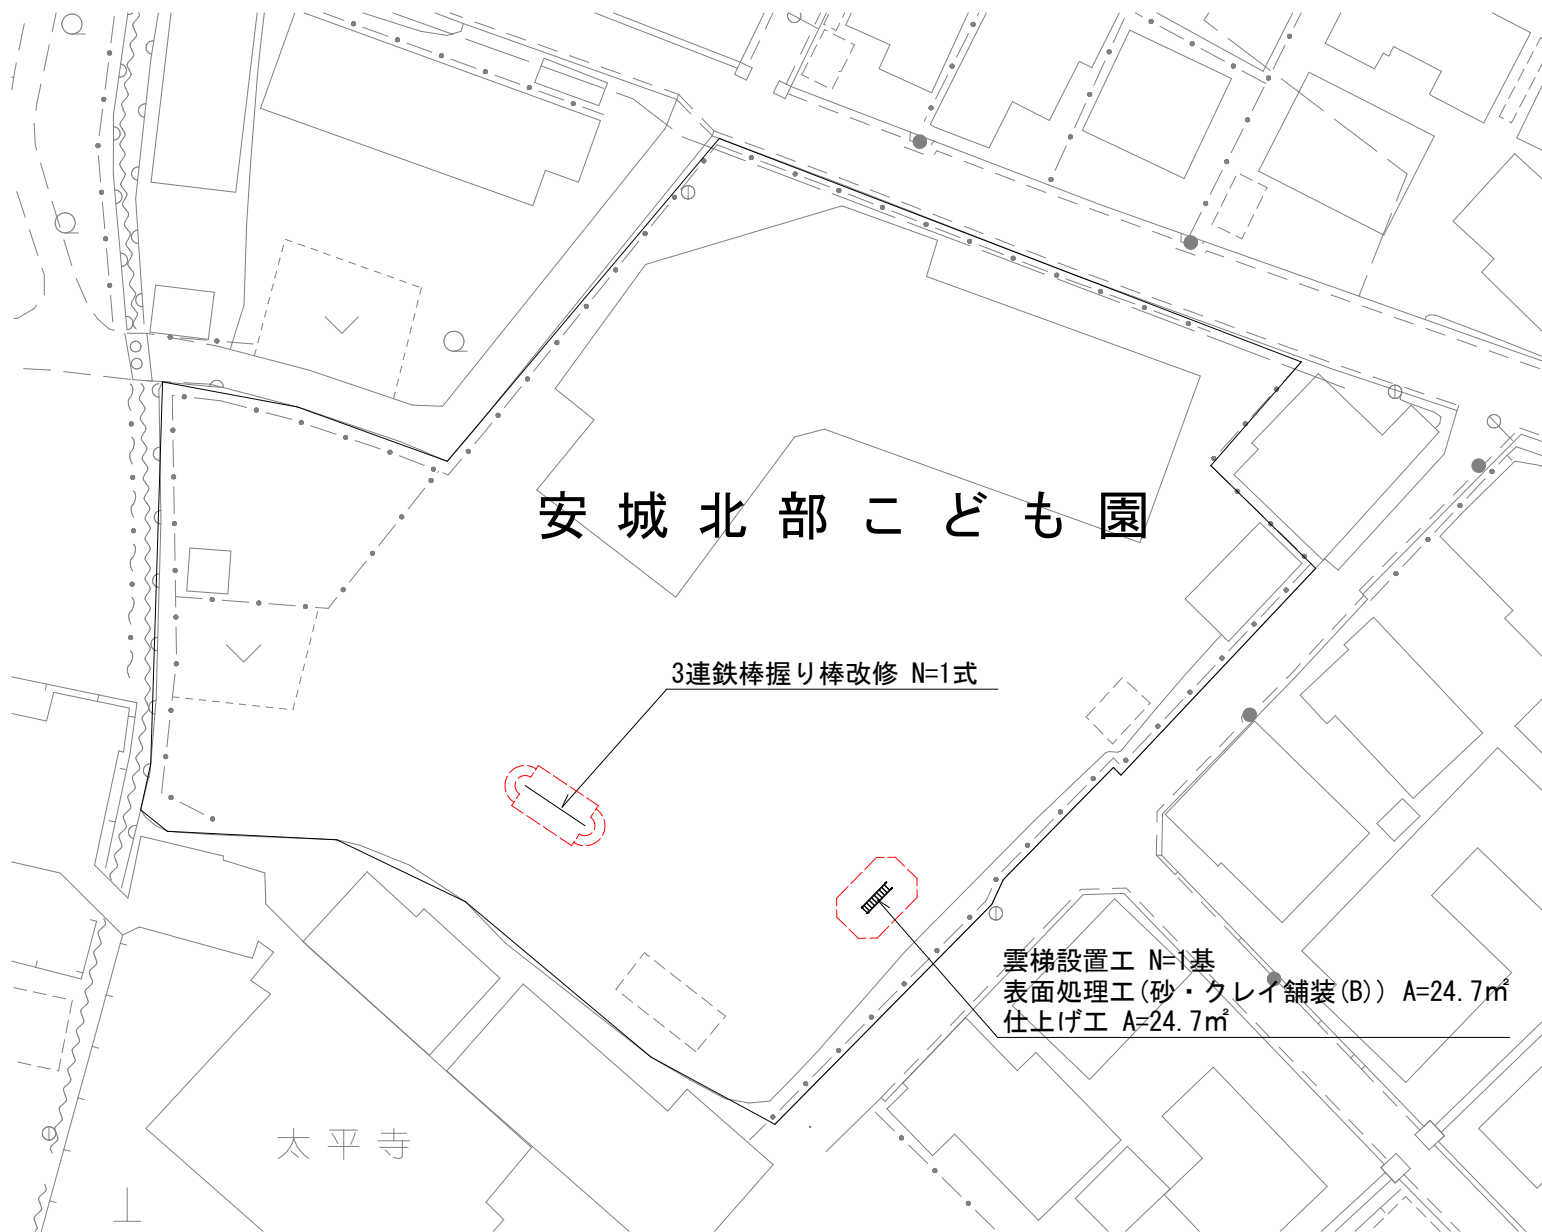 安城北部こども園
3連鉄棒握り棒改修 N=1式
雲梯設置工 N=1基
表面処理工(砂・クレイ舗装(B)) A=24.7㎡
仕上げ工 A=24.7㎡
太平寺